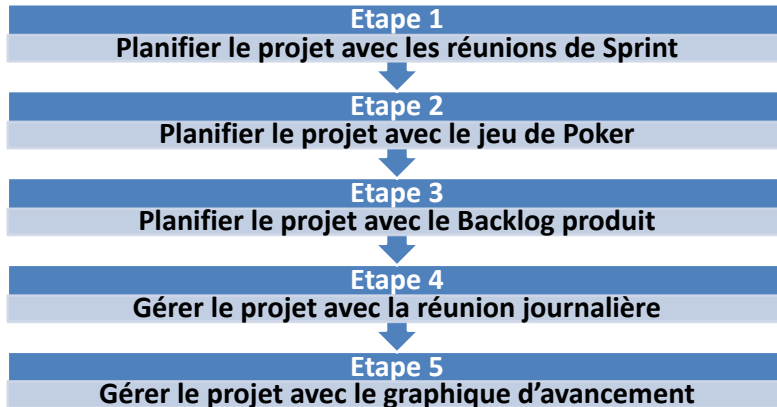 Etape 1
Planifier le projet avec les réunions de Sprint
Etape 2
Planifier le projet avec le jeu de Poker
Etape 3
Planifier le projet avec le Backlog produit
Etape 4
Gérer le projet avec la réunion journalière
Etape 5
Gérer le projet avec le graphique d’avancement